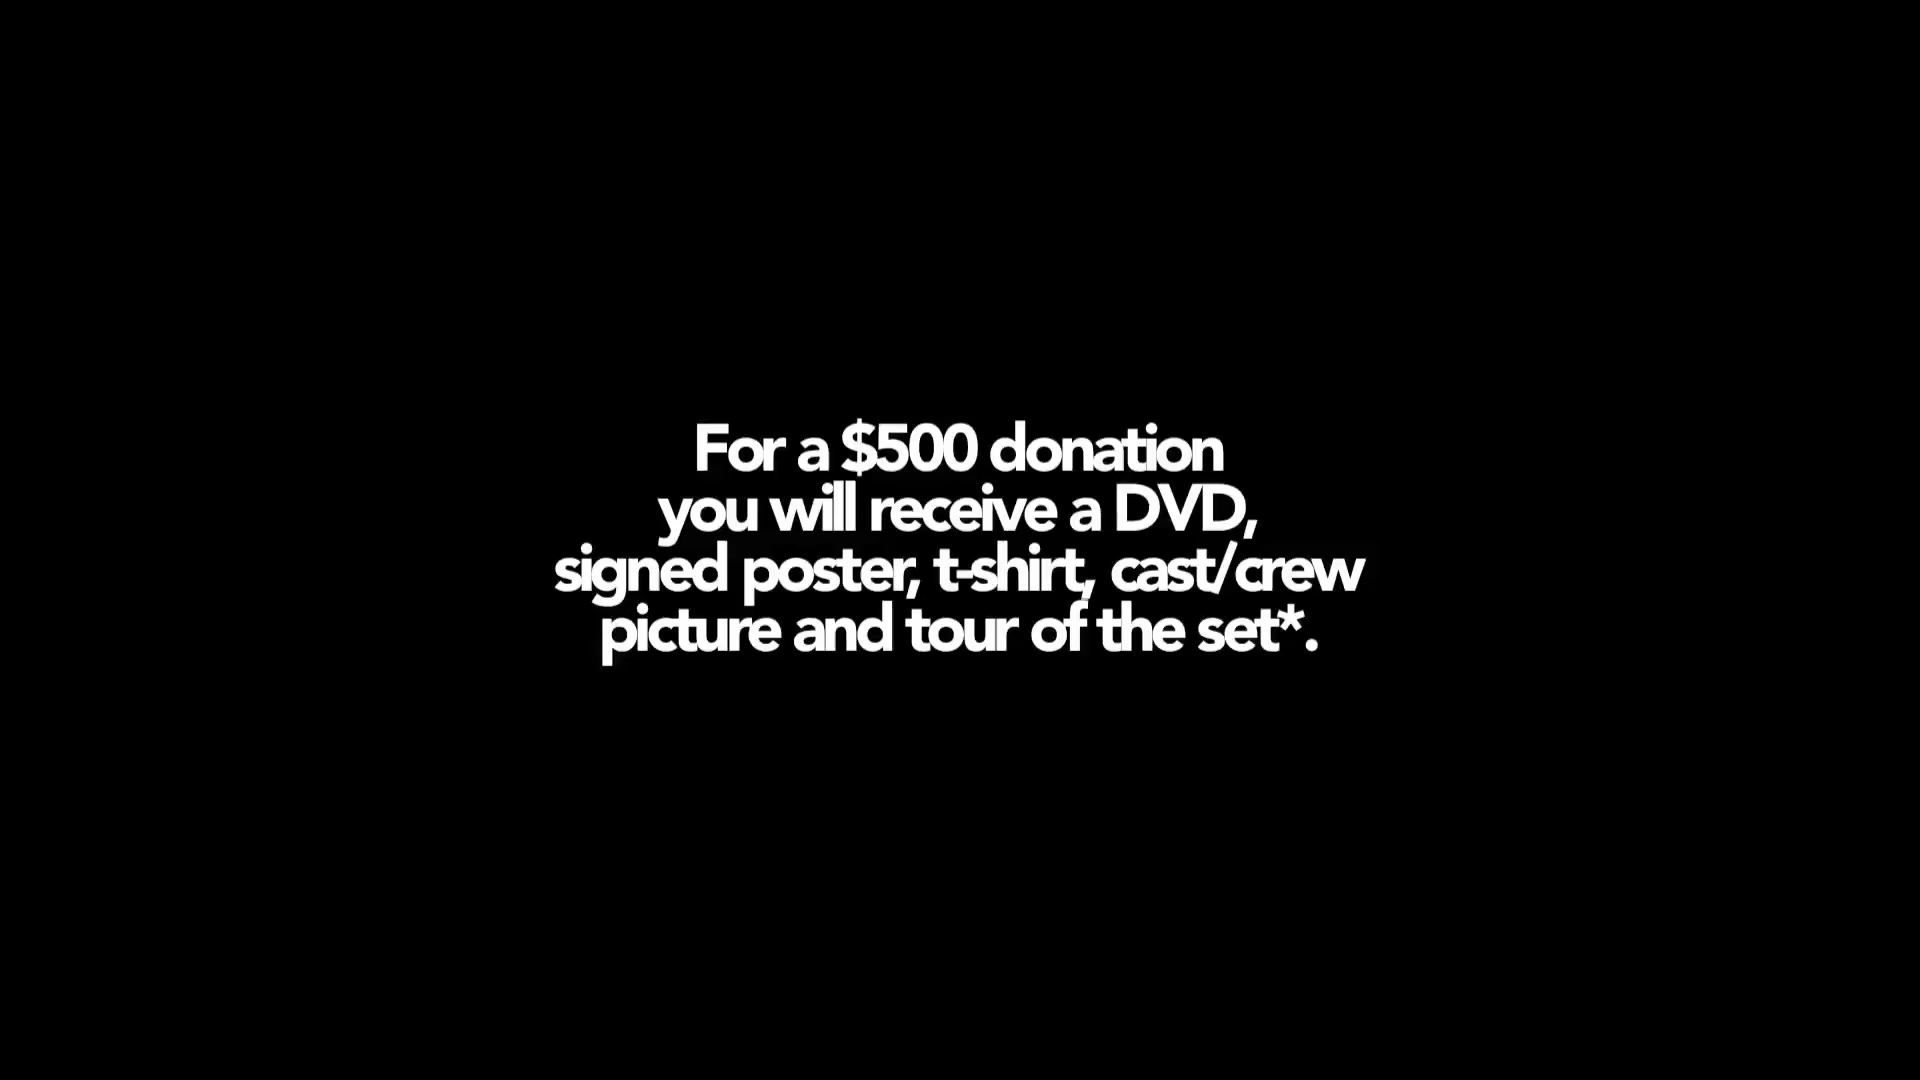 For a $500 donation
you will receive a DVD,
signed poster, t-shirt, cast/crew
picture and tour of the set*.